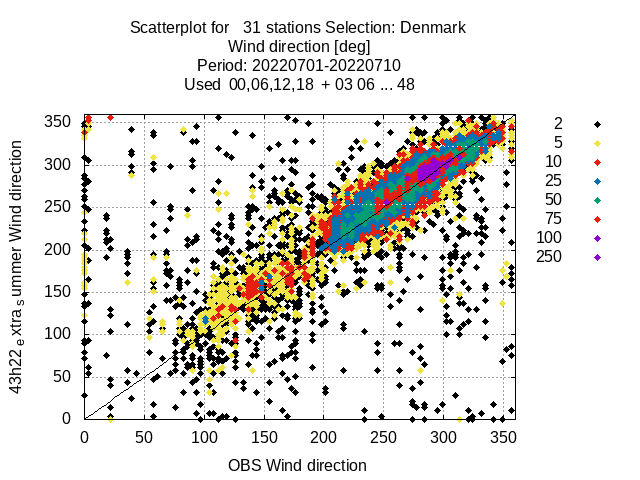 Scatterplot for 31 stations Selection: Denmark
Wind direction [deg]
Period: 20220701-20220710
Used 00,06,12,18 + 03 06 ... 48
43h22 e xtra s ummer Wind direction
350
300
250
200
150
100
50
0
0 50 100 150 200 250 300 350
OBS Wind direction
2
5
10
25
50
75
100
250